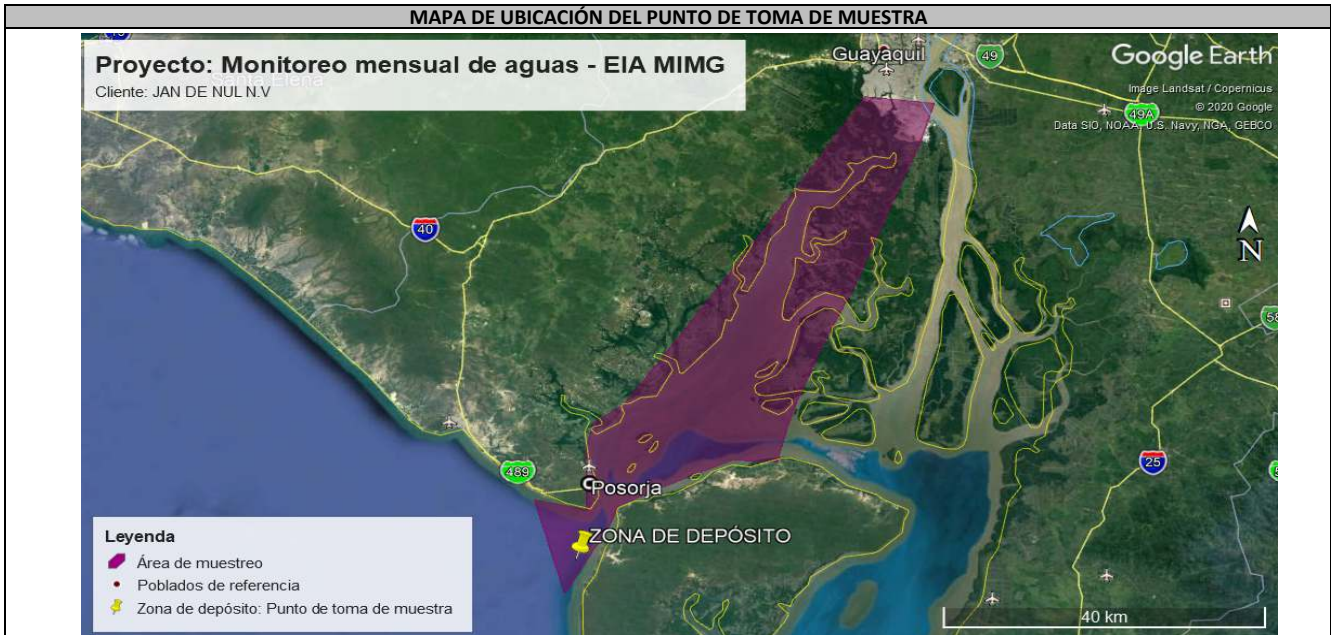 MAPA DE UBICACIÓN DEL PUNTO DE TOMA DE MUESTRA
Proyecto: Monitoreo mensual de aguas - EIA MIMG
Cliente: JAN DE NUL N.V
Guayaquil
49
Google Earth
Image Landsat / Copernicus
© 2020 Google
Data SIO, NOAA, U.S. Navy, NGA, GEBCO
49A
40
N
25
489
Posorja
ZONA DE DEPÓSITO
Leyenda
Área de muestreo
Poblados de referencia
Zona de depósito: Punto de toma de muestra
40 km